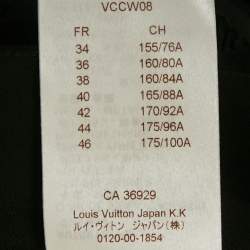 VCCW08
FR CH
34 155/76A
36 160/80A
38 160/84A
40 165/88A
42 170/92A
44 175/96A
46 175/100A
CA 36929
Louis Vuitton Japan K.K
ルイ・ヴィトン ジャパン(株)
0120-00-1854